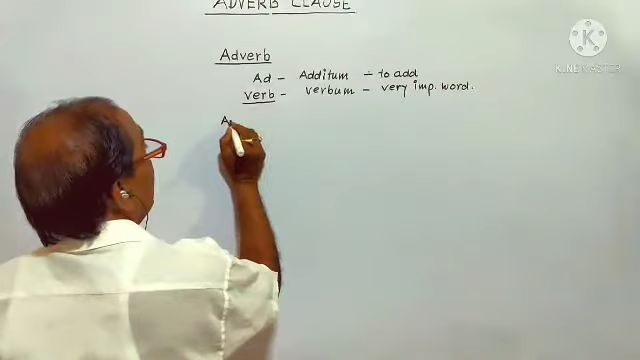 ADVERB CLAUSE
Adverb
Ad - Additum ÷ to add
verb - verbum - very imp. word.
A
K
KINEMASTER